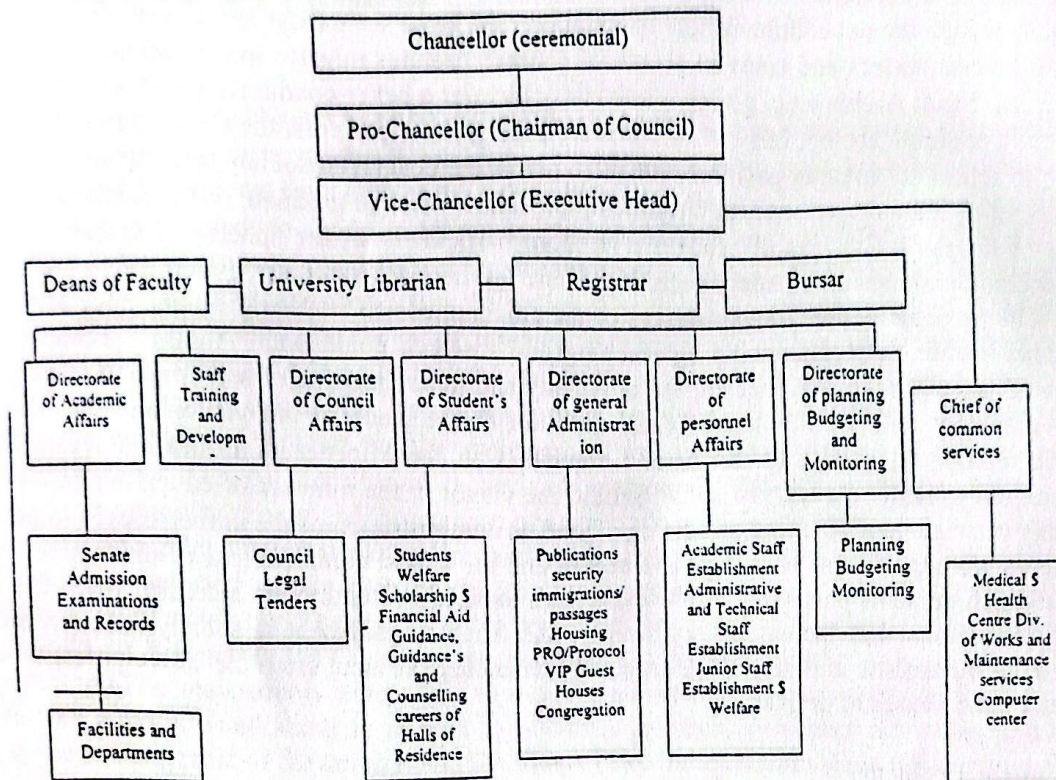 Chancellor (ceremonial)
Pro-Chancellor (Chairman of Council)
Vice-Chancellor (Executive Head)
Deans of Faculty
University Librarian
Registrar
Bursar
Directorate
of Academic
Affairs
Staff
Training
and
Developm
Directorate
of Council
Affairs
Directorate
of Student's
Affairs
Directorate
of general
Administrat
ion
Directorate
of
personnel
Affairs
Directorate
of planning
Budgeting
and
Monitoring
Chief of
common
services
Senate
Admission
Examinations
and Records
Council
Legal
Tenders
Students
Welfare
Scholarship $
Financial Aid
Guidance,
Guidance's
and
Counselling
careers of
Halls of
Residence
Publications
security
immigrations/
passages
Housing
PRO/Protocol
VIP Guest
Houses
Congregation
Academic Staff
Establishment
Administrative
and Technical
Staff
Establishment
Junior Staff
Establishment $
Welfare
Planning
Budgeting
Monitoring
Medical $
Health
Centre Div.
of Works and
Maintenance
services
Computer
center
Facilities and
Departments